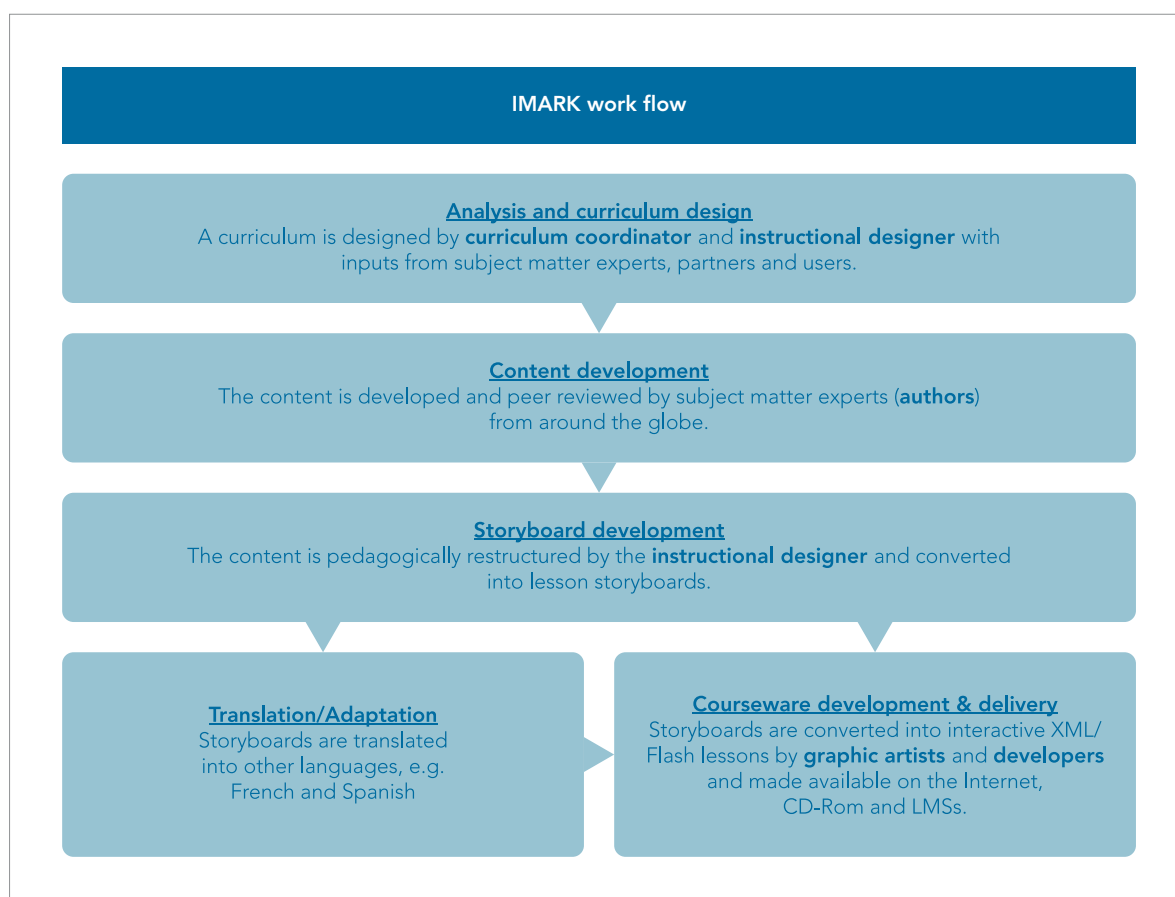 IMARK work flow
Analysis and curriculum design
A curriculum is designed by curriculum coordinator and instructional designer with
inputs from subject matter experts, partners and users.
Content development
The content is developed and peer reviewed by subject matter experts (authors)
from around the globe.
Storyboard development
The content is pedagogically restructured by the instructional designer and converted
into lesson storyboards.
Translation/Adaptation
Storyboards are translated
into other languages, e.g.
French and Spanish
Courseware development & delivery
Storyboards are converted into interactive XML/
Flash lessons by graphic artists and developers
and made available on the Internet,
CD-Rom and LMSs.